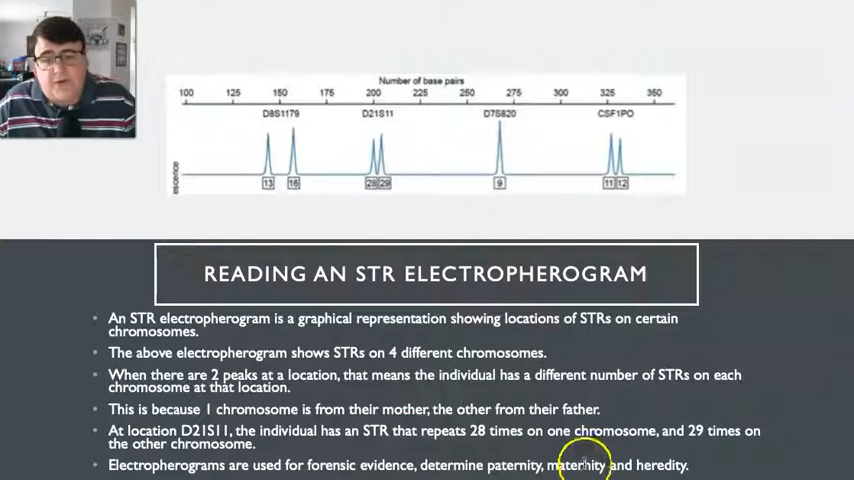 Number of base pairs
100 125 150 175 200 225 250 275 300 325 350
D8S1179 D21S11 D7S820 CSF1PO
escence
13 16 28 29 9 11 12
READING AN STR ELECTROPHEROGRAM
• An STR electropherogram is a graphical representation showing locations of STRs on certain
chromosomes.
• The above electropherogram shows STRs on 4 different chromosomes.
• When there are 2 peaks at a location, that means the individual has a different number of STRs on each
chromosome at that location.
• This is because 1 chromosome is from their mother, the other from their father.
• At location D21S11, the individual has an STR that repeats 28 times on one chromosome, and 29 times on
the other chromosome.
• Electropherograms are used for forensic evidence, determine paternity, maternity and heredity.